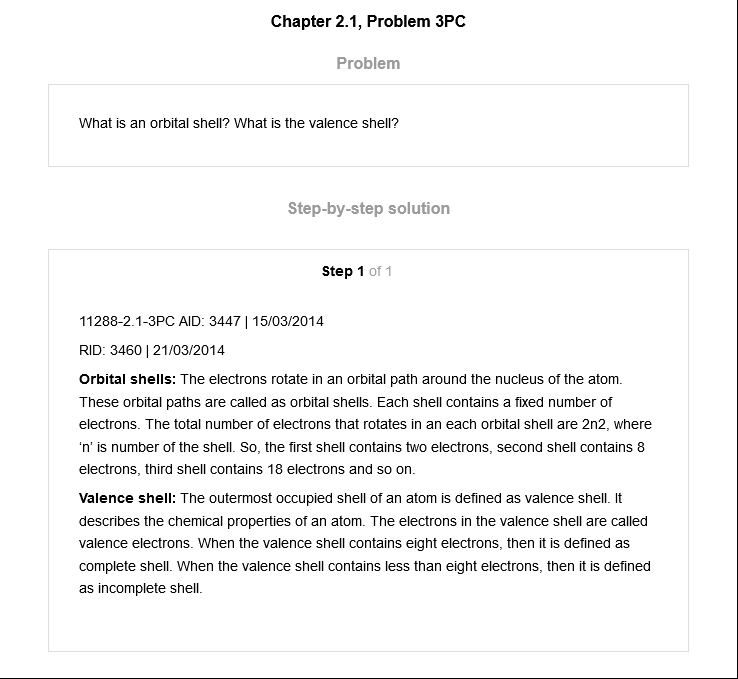 Chapter 2.1, Problem 3PC
Problem
What is an orbital shell? What is the valence shell?
Step-by-step solution
Step 1 of 1
11288-2.1-3PC AID: 3447 | 15/03/2014
RID: 3460 | 21/03/2014
Orbital shells: The electrons rotate in an orbital path around the nucleus of the atom.
These orbital paths are called as orbital shells. Each shell contains a fixed number of
electrons. The total number of electrons that rotates in an each orbital shell are 2n2, where
‘n’ is number of the shell. So, the first shell contains two electrons, second shell contains 8
electrons, third shell contains 18 electrons and so on.
Valence shell: The outermost occupied shell of an atom is defined as valence shell. It
describes the chemical properties of an atom. The electrons in the valence shell are called
valence electrons. When the valence shell contains eight electrons, then it is defined as
complete shell. When the valence shell contains less than eight electrons, then it is defined
as incomplete shell.